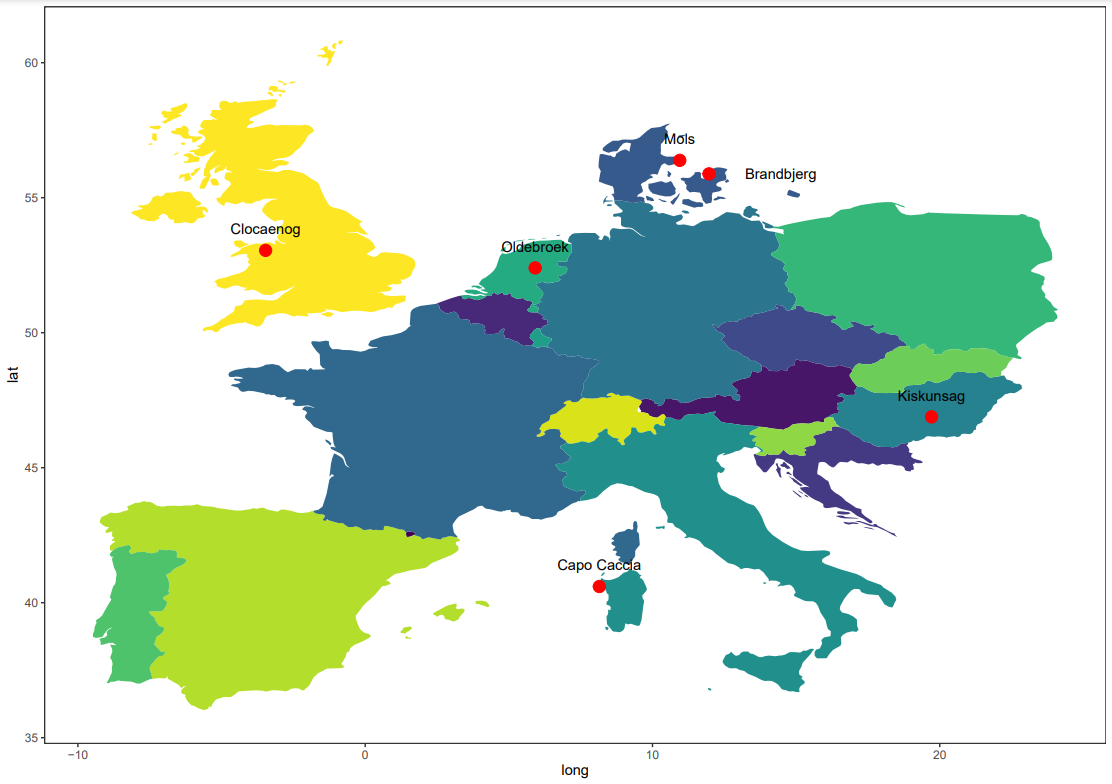 60
55
50
45
40
35
lat
Mols
Brandbjerg
Clocaenog
Oldebroek
Kiskunsag
Capo Caccia
−10
0
10
20
long